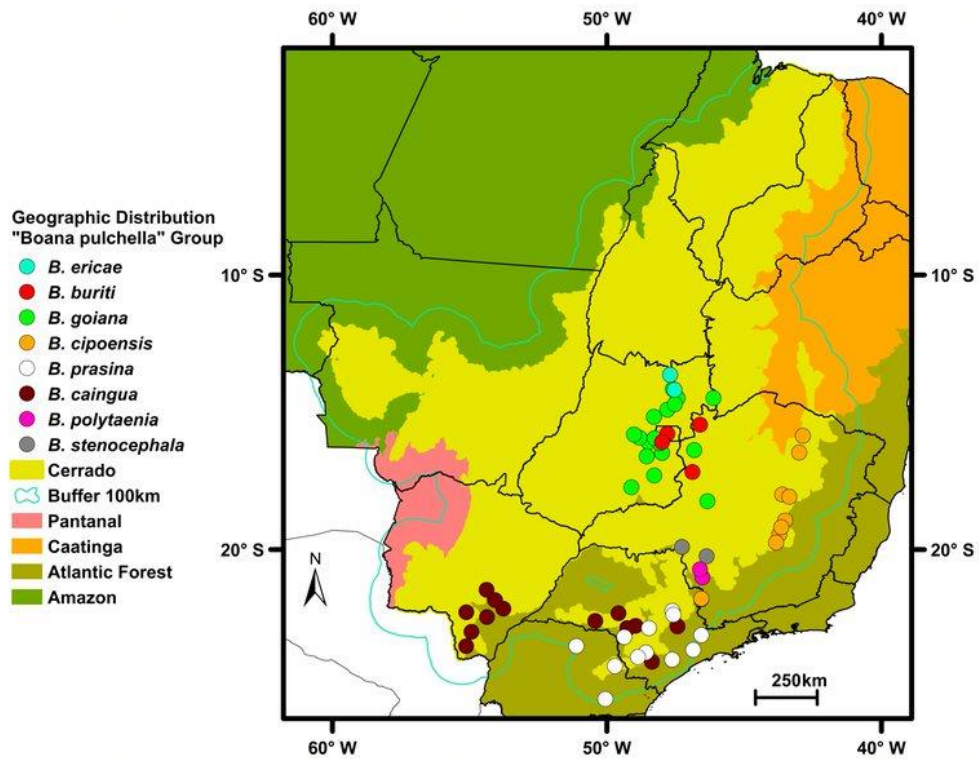 60° W
50° W
40° W
Geographic Distribution
"Boana pulchella" Group
B. ericae
B. buriti
B. goiana
B. cipoensis
B. prasina
B. caingua
B. polytaenia
B. stenocephala
Cerrado
Buffer 100km
Pantanal
Caatinga
Atlantic Forest
Amazon
10° S
10° S
20° S
20° S
N
250km
60° W
50° W
40° W